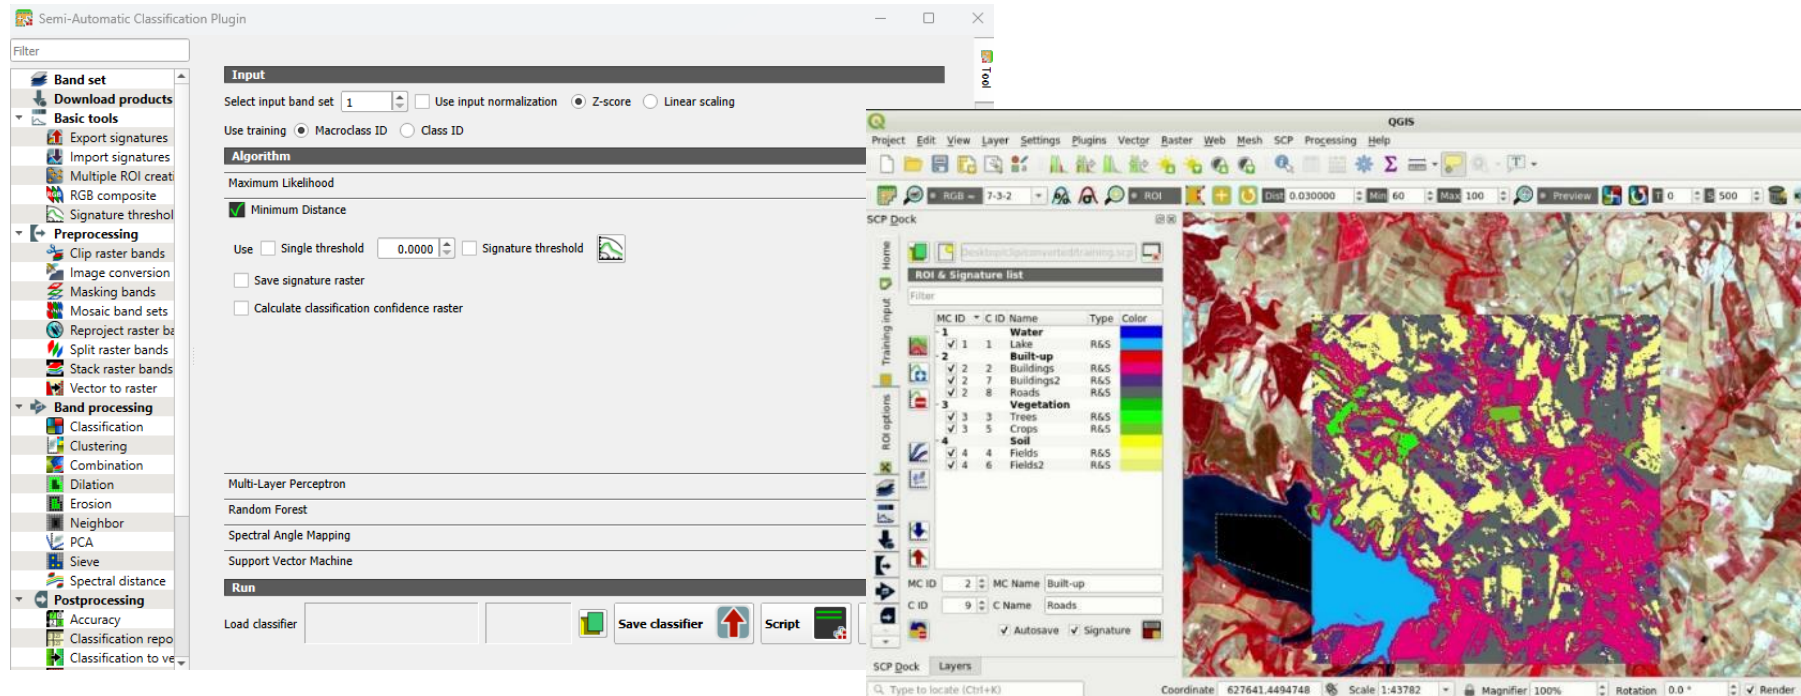 Semi-Automatic Classification Plugin
Filter
Band set
Download products
Basic tools
Export signatures
Import signatures
Multiple ROI creati
RGB composite
Signature threshol
Preprocessing
Clip raster bands
Image conversion
Masking bands
Mosaic band sets
Reproject raster ba
Split raster bands
Stack raster bands
Vector to raster
Band processing
Classification
Clustering
Combination
Dilation
Erosion
Neighbor
PCA
Sieve
Spectral distance
Postprocessing
Accuracy
Classification repo
Classification to ve
Input
Select input band set 1 Use input normalization Z-score Linear scaling
Use training Macroclass ID Class ID
Algorithm
Maximum Likelihood
Minimum Distance
Use Single threshold 0.0000 Signature threshold
Save signature raster
Calculate classification confidence raster
Multi-Layer Perceptron
Random Forest
Spectral Angle Mapping
Support Vector Machine
Run
Load classifier Save classifier Script
Tool
QGIS
Project Edit View Layer Settings Plugins Vector Raster Web Mesh SCP Processing Help
RGB = 7-3-2 ROI Dist 0.030000 Min 60 Max 100 Preview T 0 S 500
SCP Dock
Home
Training input
ROI options
Desktop/Clip/converted/training.scp
ROI & Signature list
Filter
MC ID C ID Name Type Color
1 Water
1 1 Lake R&S
2 Built-up
2 2 Buildings R&S
2 7 Buildings2 R&S
2 8 Roads R&S
3 Vegetation
3 3 Trees R&S
3 5 Crops R&S
4 Soil
4 4 Fields R&S
4 6 Fields2 R&S
MC ID 2 MC Name Built-up
C ID 9 C Name Roads
Autosave Signature
SCP Dock Layers
Type to locate (Ctrl+K)
Coordinate 627641,4494748 Scale 1:43782 Magnifier 100% Rotation 0.0 ° Render